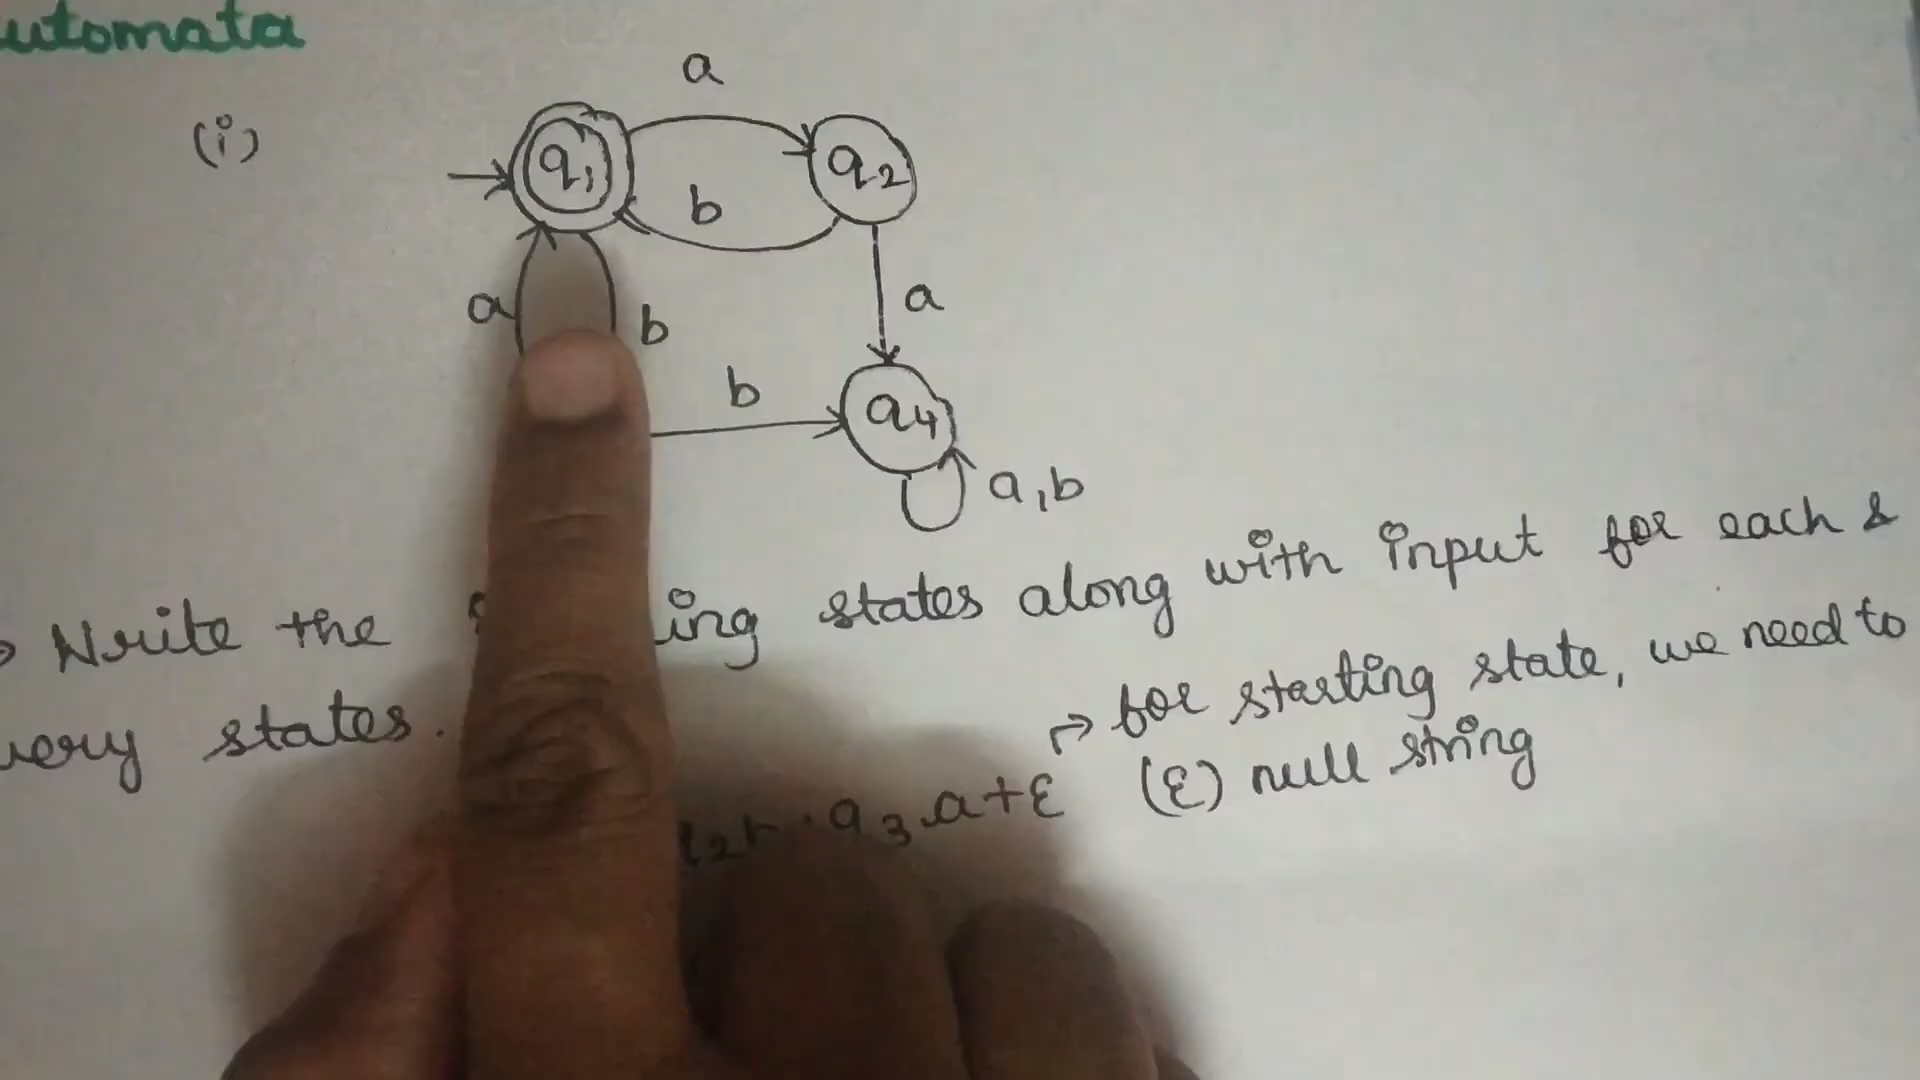 utomata
(i)
a
q1
q2
b
a
b
a
b
q4
a,b
Write the ing states along with input for each &
very states.
for starting state, we need to
q3a+ε (ε) null string